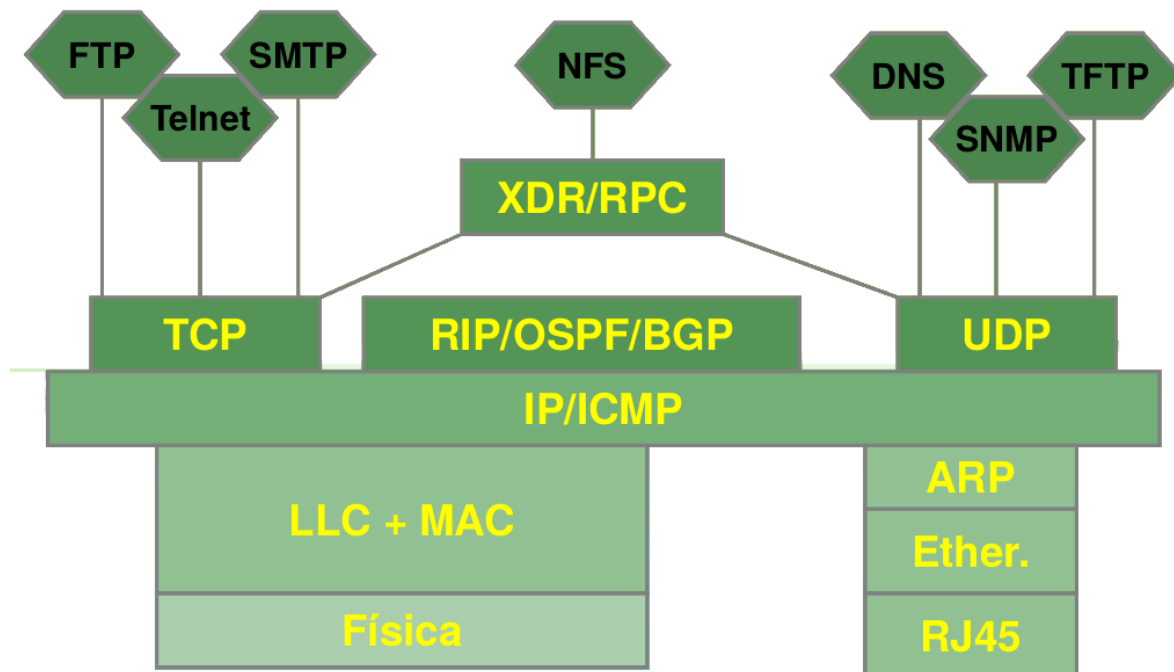 FTP
SMTP
Telnet
NFS
DNS
TFTP
SNMP
XDR/RPC
TCP
RIP/OSPF/BGP
UDP
IP/ICMP
LLC + MAC
ARP
Ether.
Física
RJ45